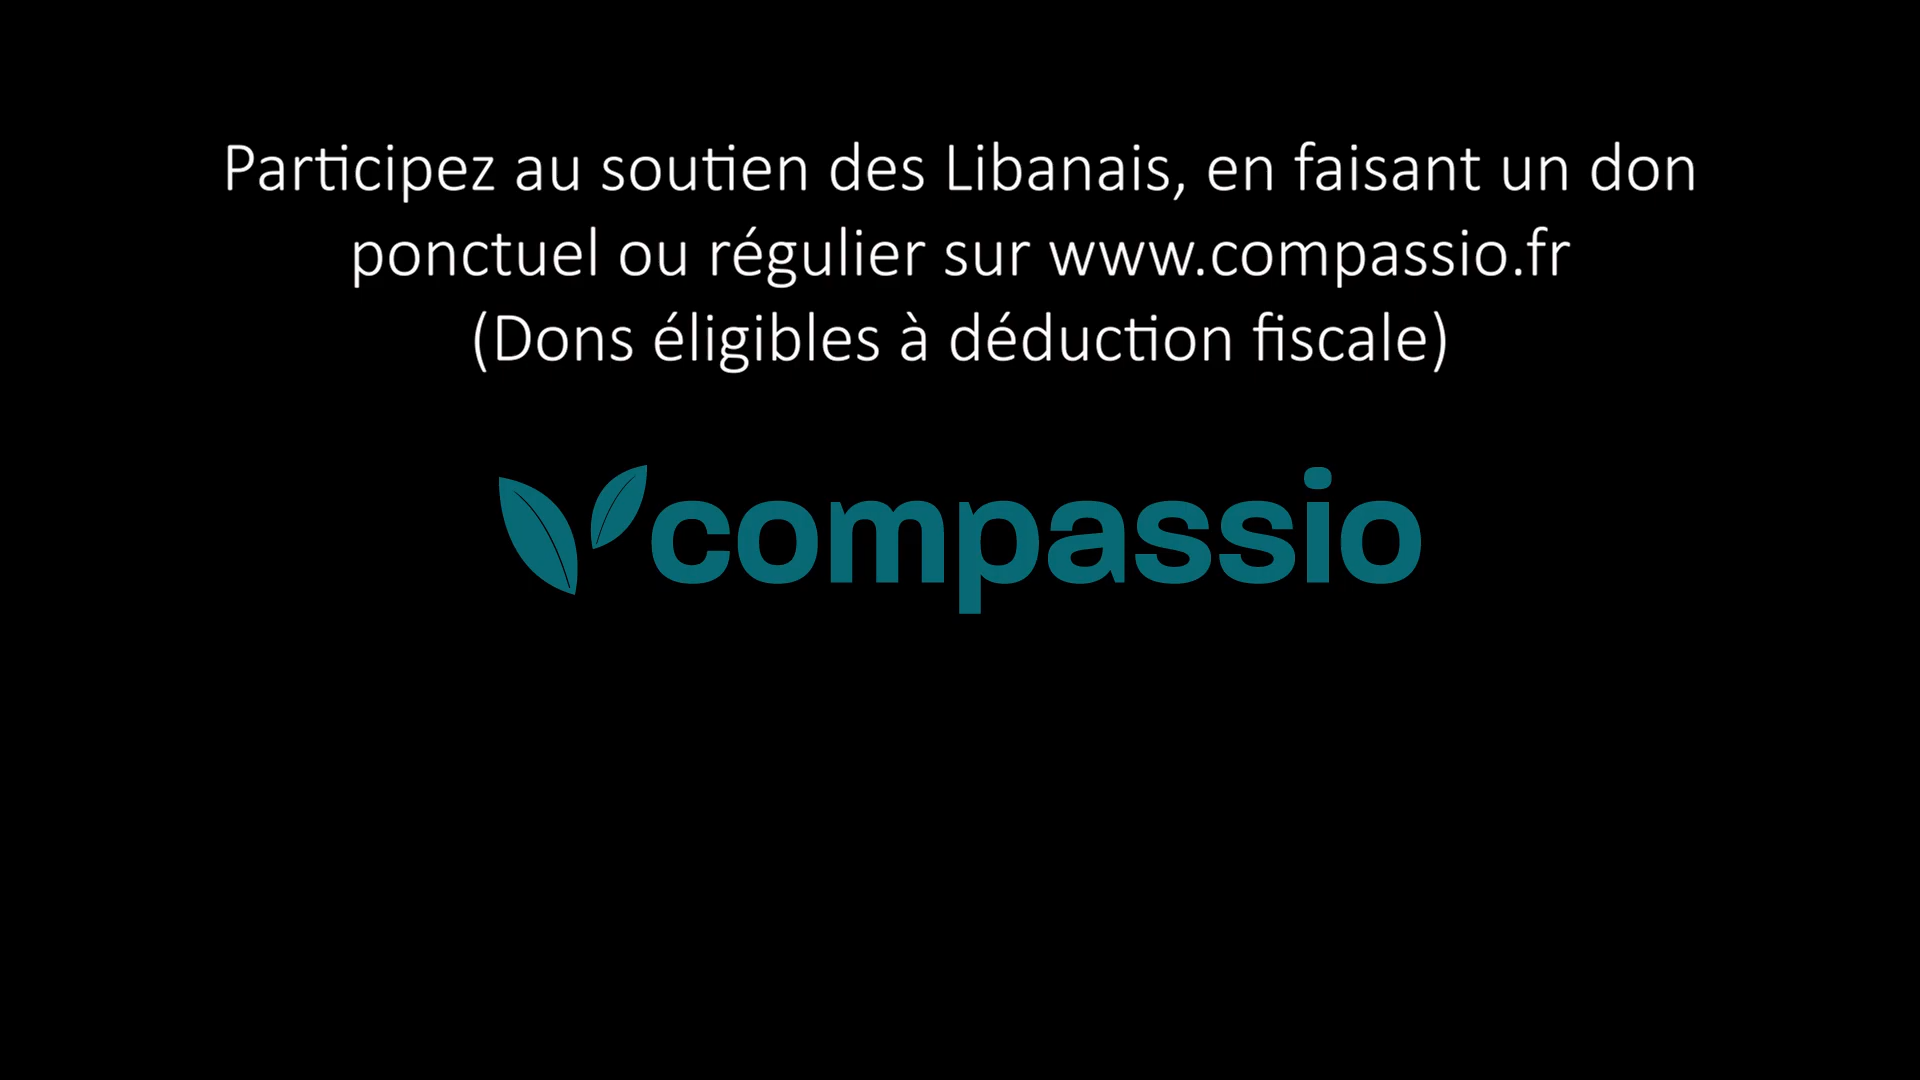 Participez au soutien des Libanais, en faisant un don
ponctuel ou régulier sur www.compassio.fr
(Dons éligibles à déduction fiscale)
compassio